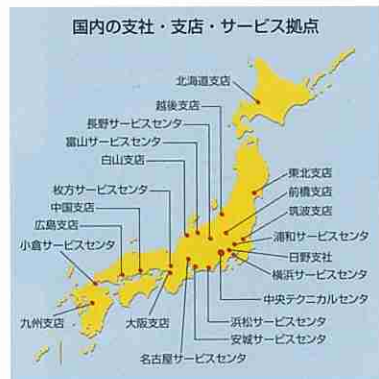 国内の支社・支店・サービス拠点
北海道支店
越後支店
長野サービスセンタ
富山サービスセンタ
白山支店
東北支店
枚方サービスセンタ
前橋支店
中国支店
筑波支店
広島支店
浦和サービスセンタ
小倉サービスセンタ
日野支社
横浜サービスセンタ
中央テクニカルセンタ
九州支店
大阪支店
浜松サービスセンタ
安城サービスセンタ
名古屋サービスセンタ